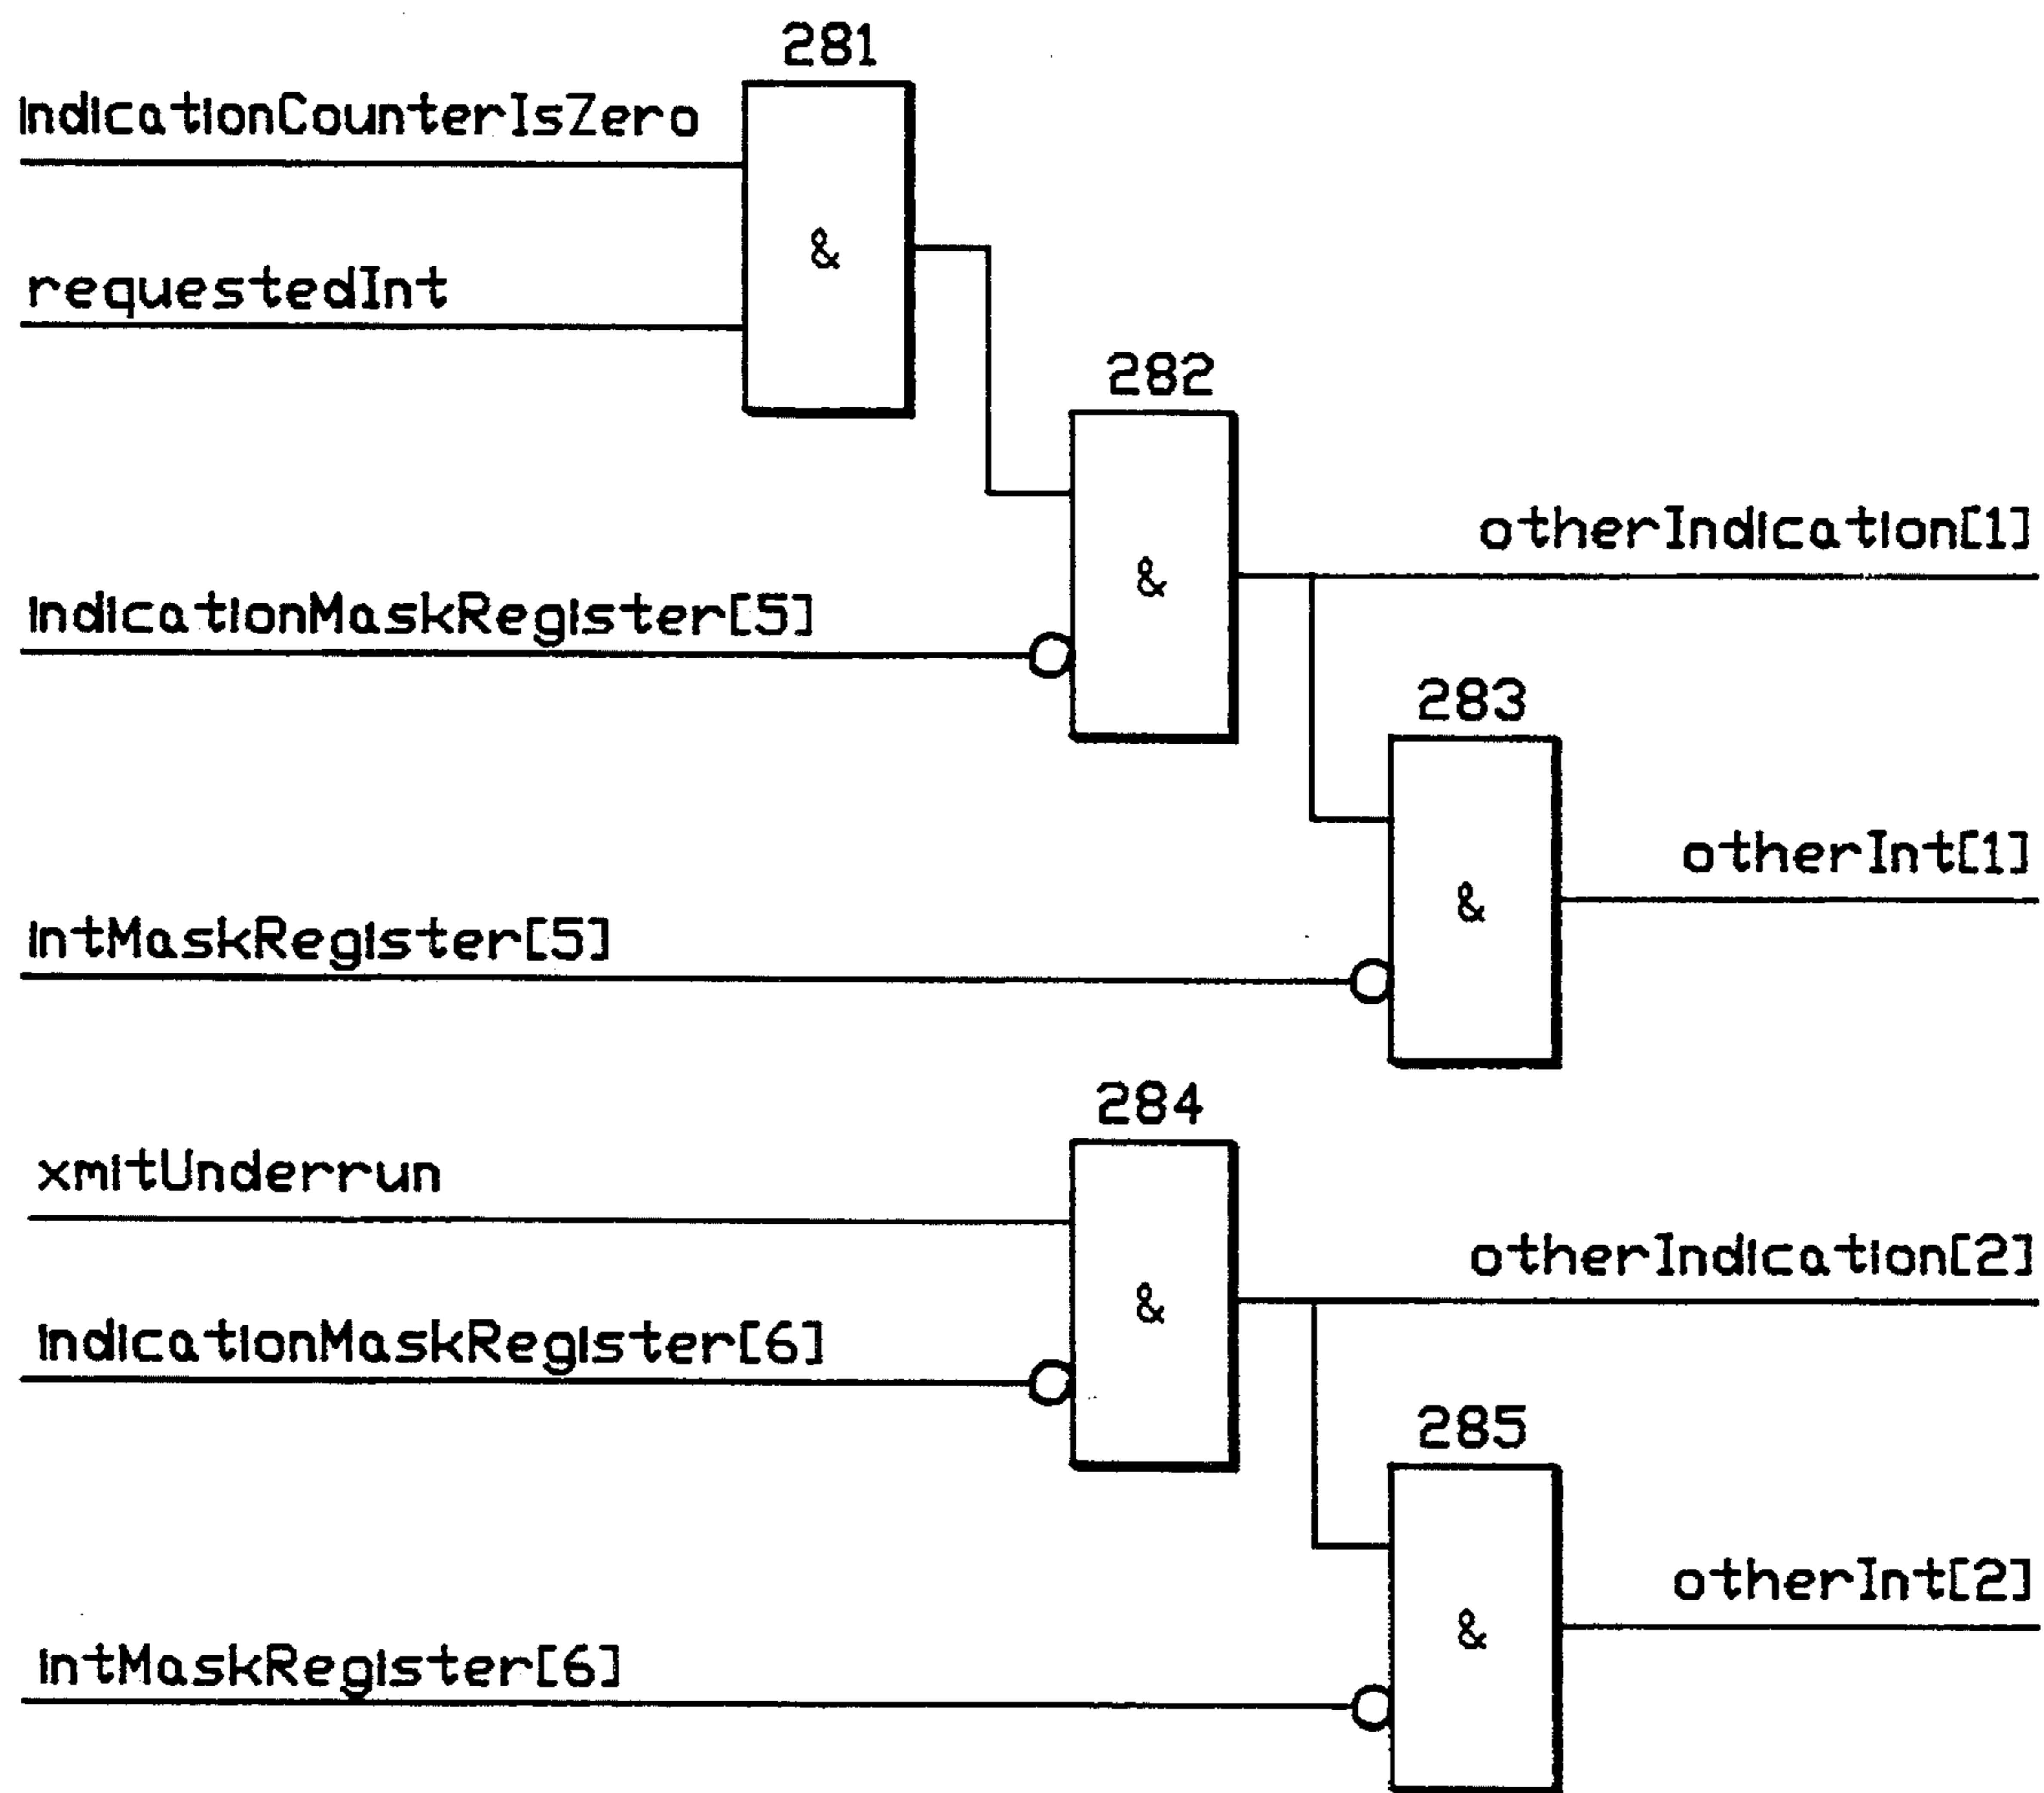 281
indicationCounterIsZero
&
requestedInt
282
otherIndication[1]
&
indicationMaskRegister[5]
283
otherInt[1]
&
intMaskRegister[5]
284
xmitUnderrun
otherIndication[2]
&
indicationMaskRegister[6]
285
otherInt[2]
&
intMaskRegister[6]